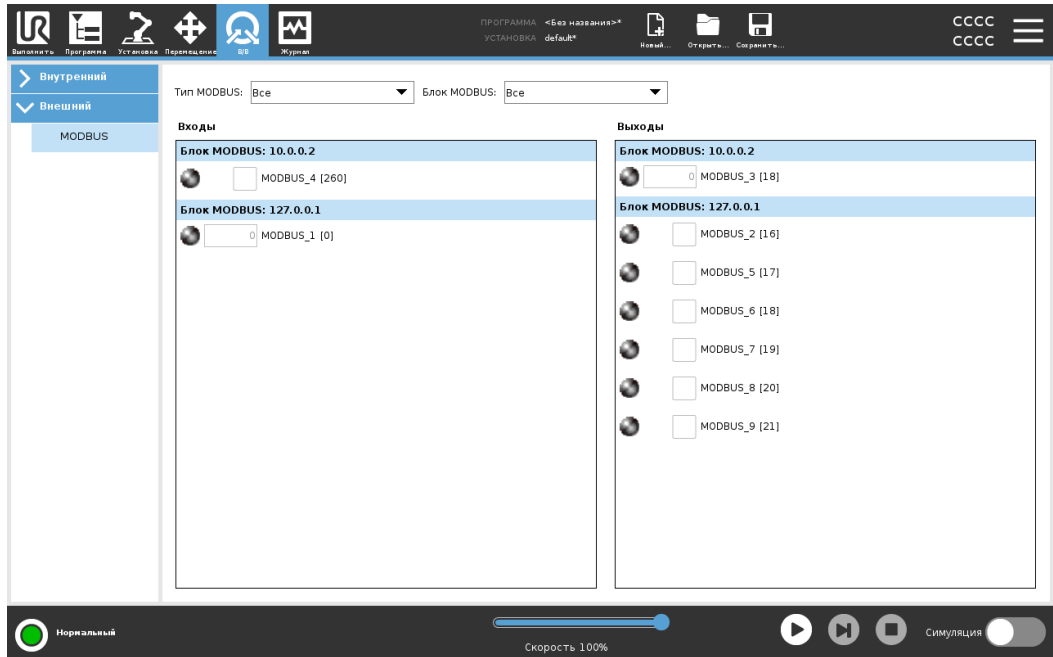 UR
Выполнить Программа Установка Перемещение В/В Журнал
ПРОГРАММА <Без названия>*
УСТАНОВКА default*
Новый... Открыть... Сохранить...
CCCC
CCCC
Внутренний
Внешний
MODBUS
Тип MODBUS: Все Блок MODBUS: Все
Входы
Блок MODBUS: 10.0.0.2
MODBUS_4 [260]
Блок MODBUS: 127.0.0.1
0 MODBUS_1 [0]
Выходы
Блок MODBUS: 10.0.0.2
0 MODBUS_3 [18]
Блок MODBUS: 127.0.0.1
MODBUS_2 [16]
MODBUS_5 [17]
MODBUS_6 [18]
MODBUS_7 [19]
MODBUS_8 [20]
MODBUS_9 [21]
Нормальный
Скорость 100%
Симуляция